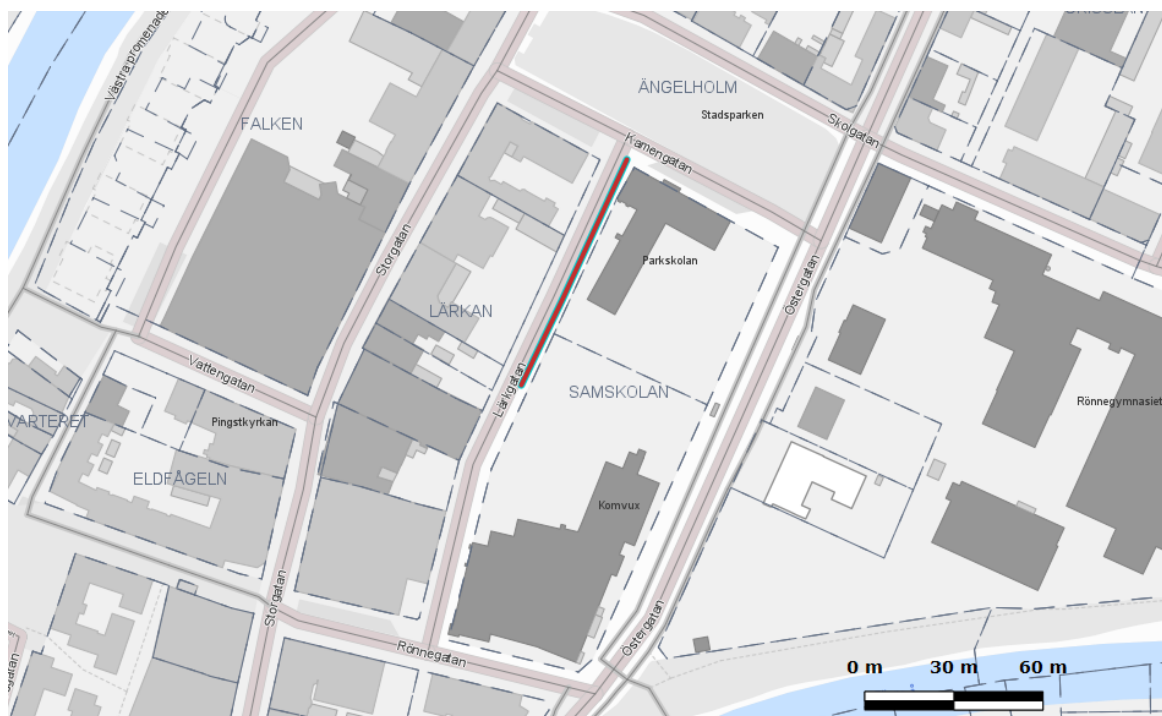 Västra promenade
ÄNGELHOLM
Stadsparken
Skolgatan
FALKEN
Kamengatan
Storgatan
Parkskolan
Östergatan
LÄRKAN
Vattengatan
Lärkgatan
SAMSKOLAN
Rönnegymnasiet
VARTERET
Pingstkyrkan
ELDFÅGELN
Komvux
Storgatan
Rönnegatan
Östergatan
0 m 30 m 60 m